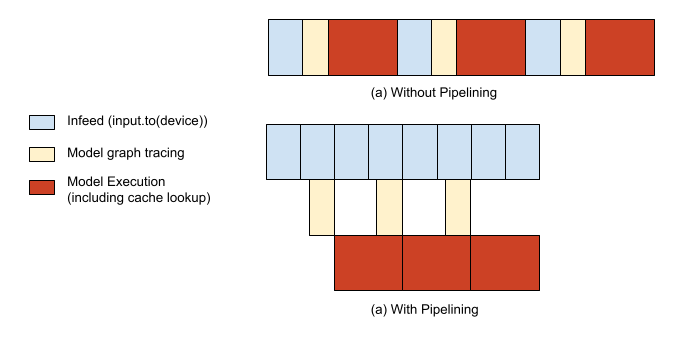 (a) Without Pipelining
Infeed (input.to(device))
Model graph tracing
Model Execution
(including cache lookup)
(a) With Pipelining